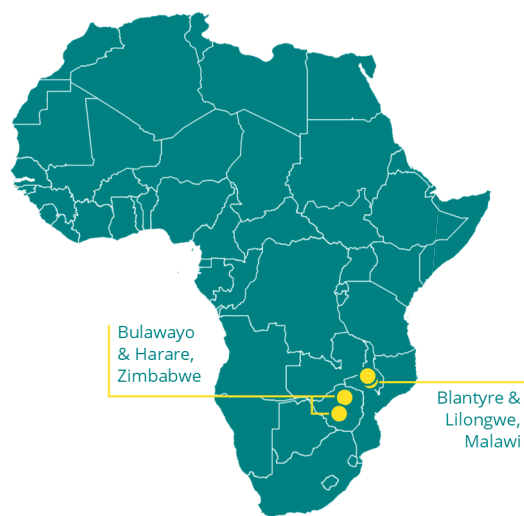 Bulawayo
& Harare,
Zimbabwe
Blantyre &
Lilongwe,
Malawi